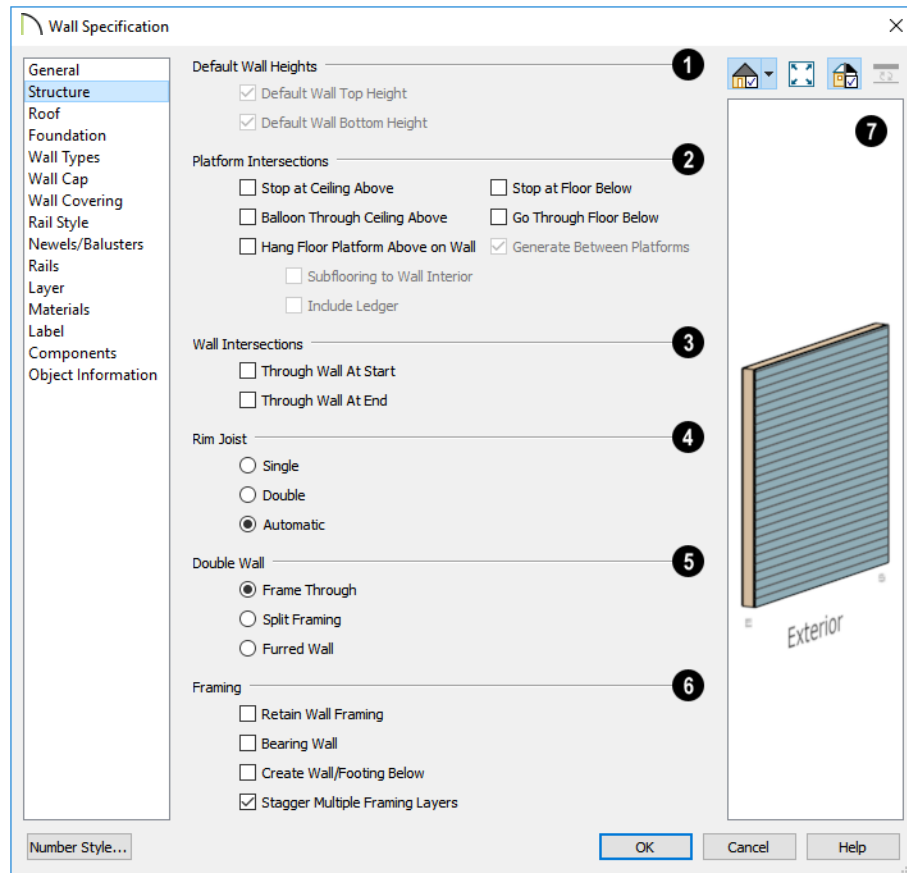 Wall Specification
General
Structure
Roof
Foundation
Wall Types
Wall Cap
Wall Covering
Rail Style
Newels/Balusters
Rails
Layer
Materials
Label
Components
Object Information
Default Wall Heights 1
Default Wall Top Height
Default Wall Bottom Height
Platform Intersections 2
Stop at Ceiling Above Stop at Floor Below
Balloon Through Ceiling Above Go Through Floor Below
Hang Floor Platform Above on Wall Generate Between Platforms
Subflooring to Wall Interior
Include Ledger
Wall Intersections 3
Through Wall At Start
Through Wall At End
Rim Joist 4
Single
Double
Automatic
Double Wall 5
Frame Through
Split Framing
Furred Wall
Framing 6
Retain Wall Framing
Bearing Wall
Create Wall/Footing Below
Stagger Multiple Framing Layers
7
Exterior
Number Style... OK Cancel Help